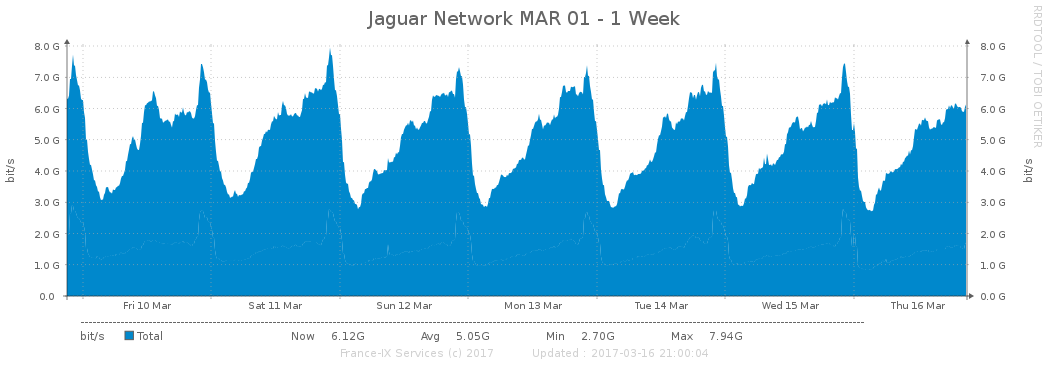 Jaguar Network MAR 01 - 1 Week
RRDTOOL / TOBI OETIKER
bit/s
8.0 G 8.0 G
7.0 G 7.0 G
6.0 G 6.0 G
5.0 G 5.0 G
4.0 G 4.0 G
3.0 G 3.0 G
2.0 G 2.0 G
1.0 G 1.0 G
0.0 0.0 G
bit/s
Fri 10 Mar Sat 11 Mar Sun 12 Mar Mon 13 Mar Tue 14 Mar Wed 15 Mar Thu 16 Mar
bit/s Total Now 6.12G Avg 5.05G Min 2.70G Max 7.94G
France-IX Services (c) 2017 Updated : 2017-03-16 21:00:04